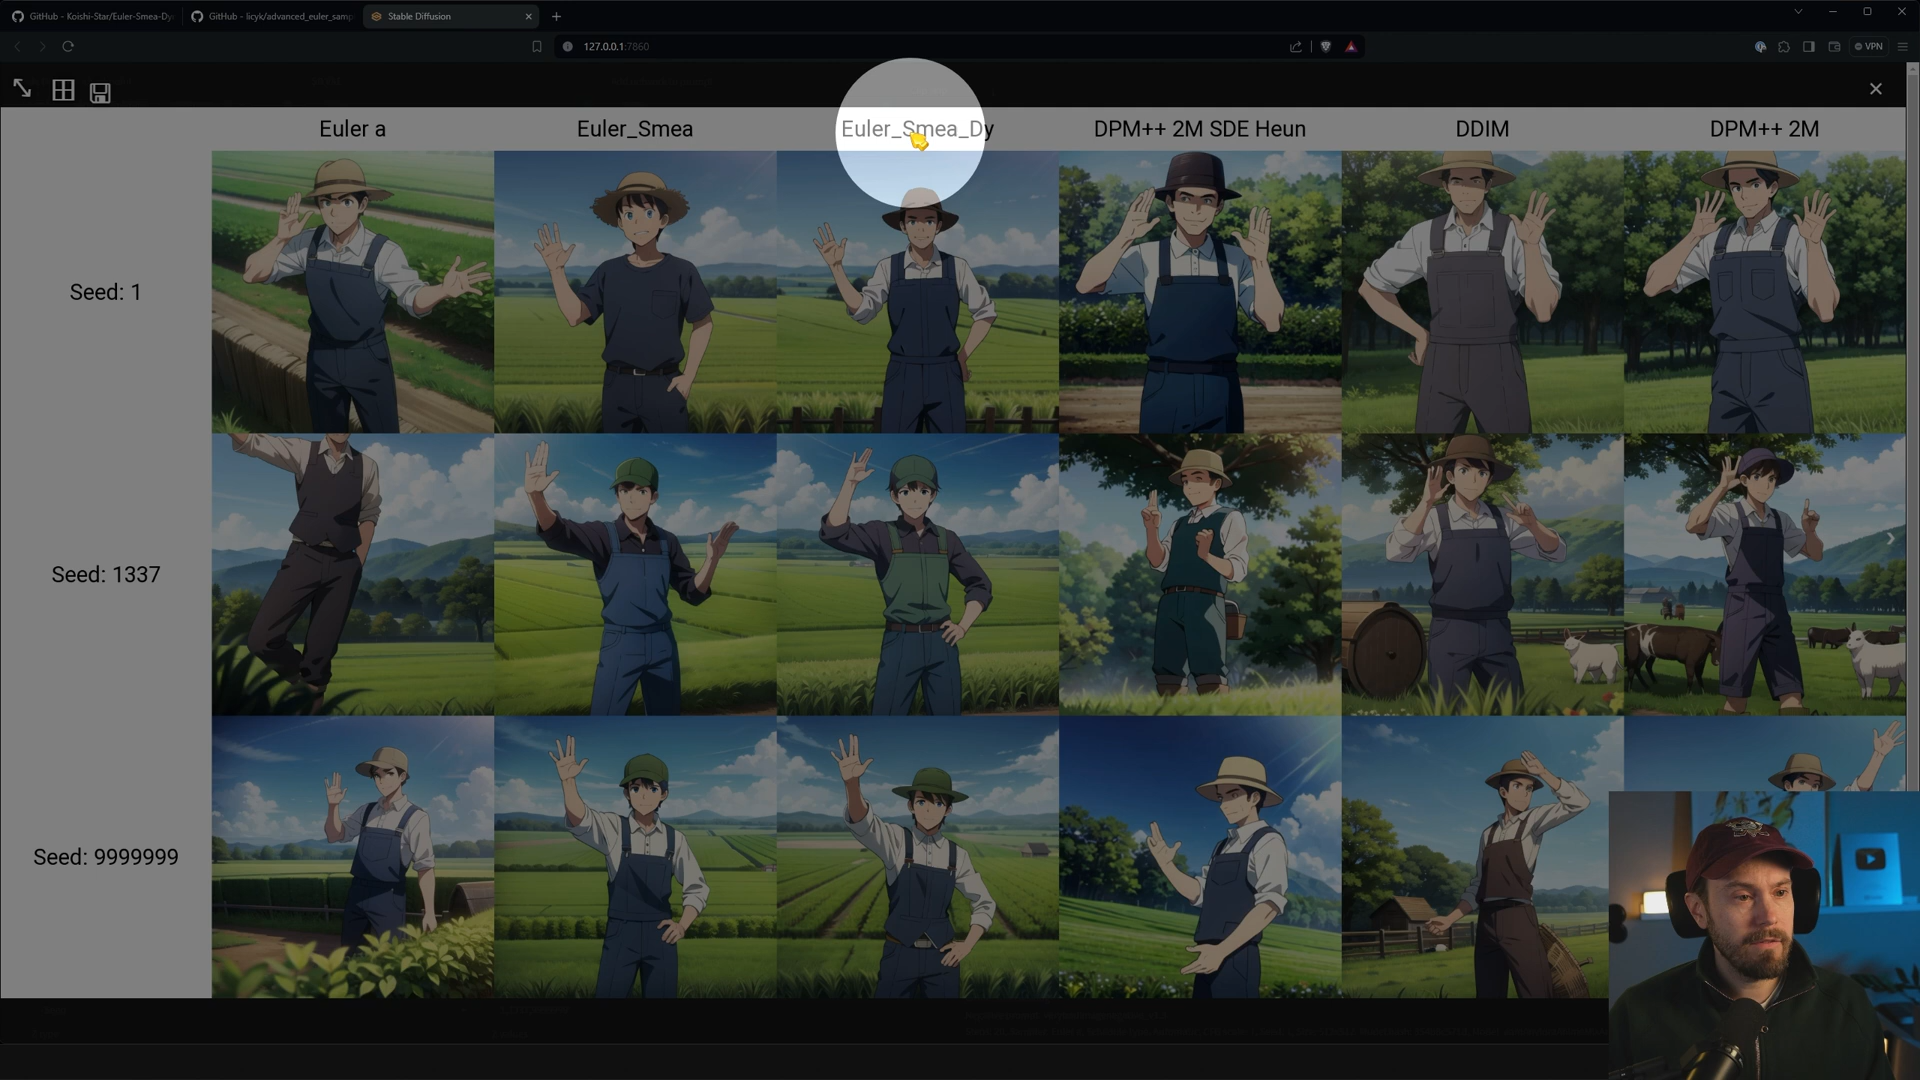 GitHub - Koishi-Star/Euler-Smea-Dy
GitHub - licyk/advanced_euler_samp
Stable Diffusion
127.0.0.1:7860
VPN
Euler a
Euler_Smea
Euler_Smea_Dy
DPM++ 2M SDE Heun
DDIM
DPM++ 2M
Seed: 1
Seed: 1337
Seed: 9999999